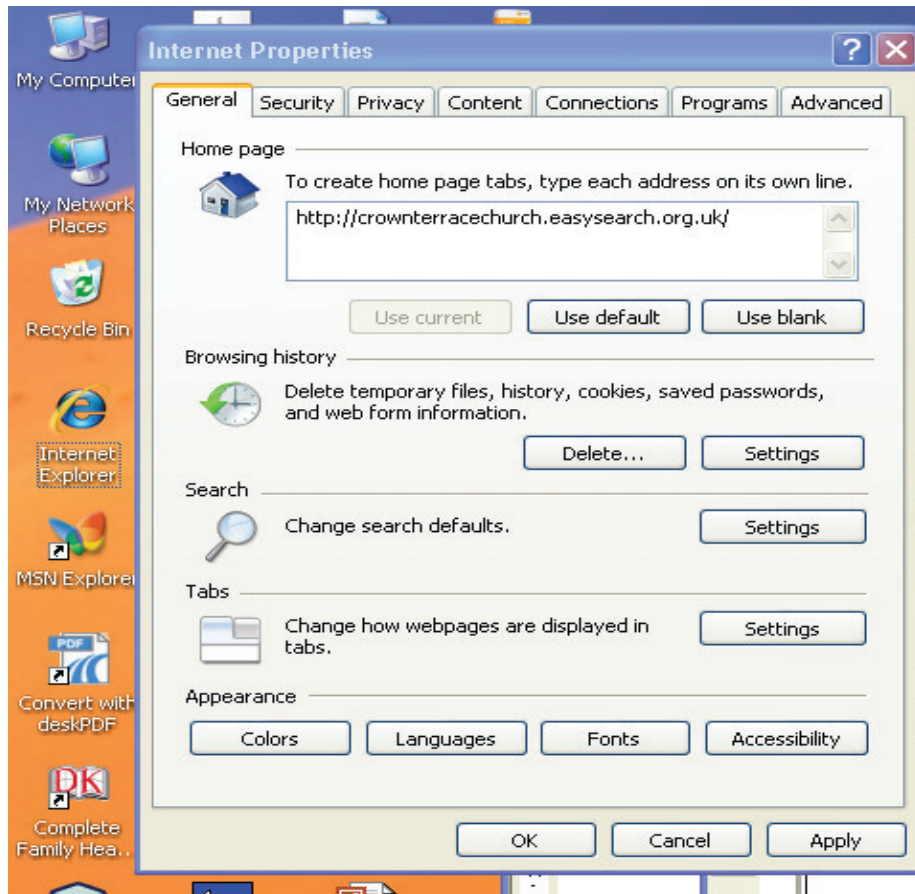 My Computer
My Network
Places
Recycle Bin
Internet
Explorer
MSN Explorer
PDF
Convert with
deskPDF
DK
Complete
Family Hea...
Internet Properties
General Security Privacy Content Connections Programs Advanced
Home page
To create home page tabs, type each address on its own line.
http://crownterracechurch.easysearch.org.uk/
Use current Use default Use blank
Browsing history
Delete temporary files, history, cookies, saved passwords,
and web form information.
Delete... Settings
Search
Change search defaults.
Settings
Tabs
Change how webpages are displayed in
tabs.
Settings
Appearance
Colors Languages Fonts Accessibility
OK Cancel Apply